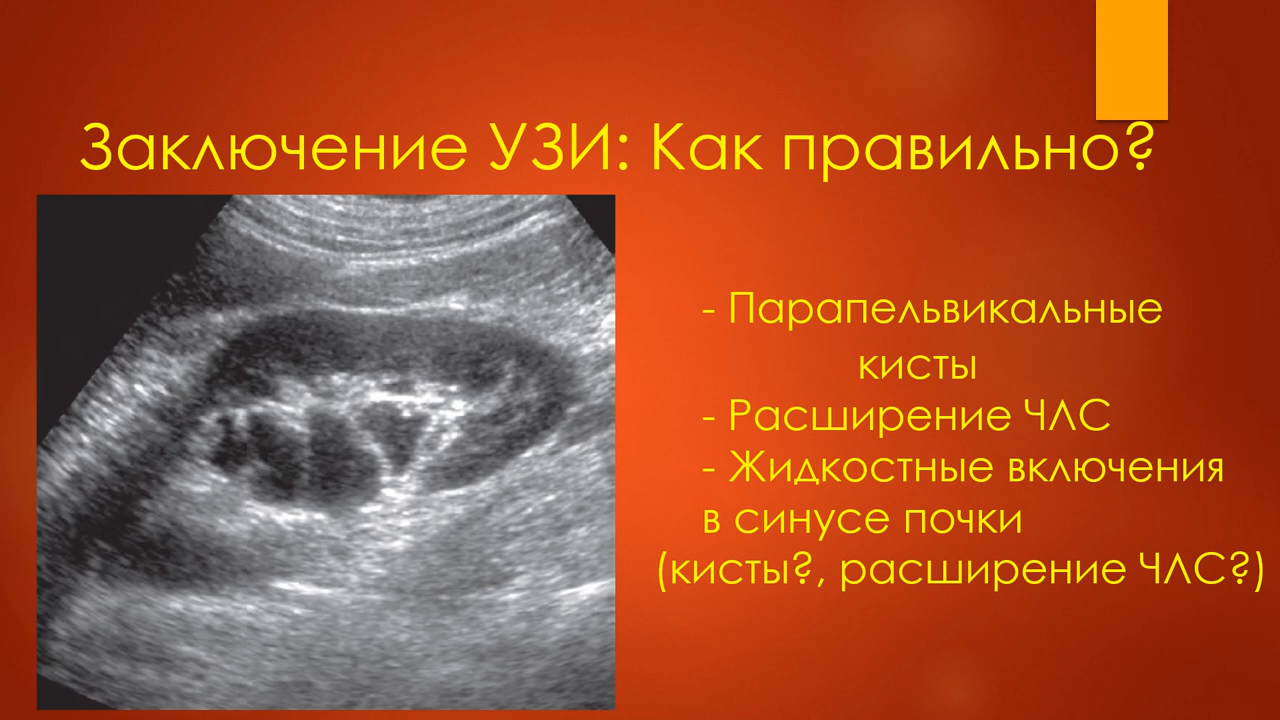 Заключение УЗИ: Как правильно?
- Парапельвикальные
кисты
- Расширение ЧЛС
- Жидкостные включения
в синусе почки
(кисты?, расширение ЧЛС?)